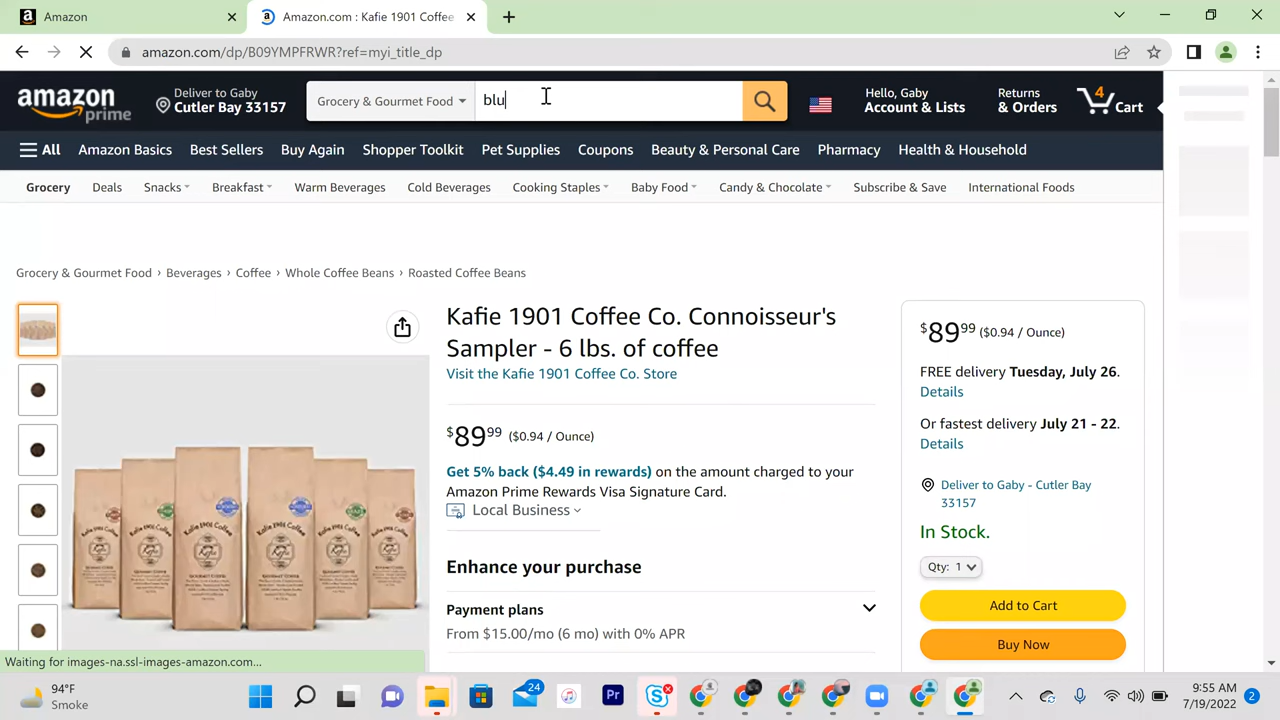 Amazon
Amazon.com : Kafie 1901 Coffee
amazon.com/dp/B09YMPFRWR?ref=myi_title_dp
amazon prime
Deliver to Gaby
Cutler Bay 33157
Grocery & Gourmet Food
blu
Hello, Gaby
Account & Lists
Returns
& Orders
4
Cart
All
Amazon Basics
Best Sellers
Buy Again
Shopper Toolkit
Pet Supplies
Coupons
Beauty & Personal Care
Pharmacy
Health & Household
Grocery
Deals
Snacks
Breakfast
Warm Beverages
Cold Beverages
Cooking Staples
Baby Food
Candy & Chocolate
Subscribe & Save
International Foods
Grocery & Gourmet Food › Beverages › Coffee › Whole Coffee Beans › Roasted Coffee Beans
Kafie 1901 Coffee Co. Connoisseur's
Sampler - 6 lbs. of coffee
Visit the Kafie 1901 Coffee Co. Store
$89.99 ($0.94 / Ounce)
Get 5% back ($4.49 in rewards) on the amount charged to your
Amazon Prime Rewards Visa Signature Card.
Local Business
Enhance your purchase
Payment plans
From $15.00/mo (6 mo) with 0% APR
$89.99 ($0.94 / Ounce)
FREE delivery Tuesday, July 26.
Details
Or fastest delivery July 21 - 22.
Details
Deliver to Gaby - Cutler Bay
33157
In Stock.
Qty: 1
Add to Cart
Buy Now
Waiting for images-na.ssl-images-amazon.com...
94°F
Smoke
24
Pr
9:55 AM
7/19/2022
2